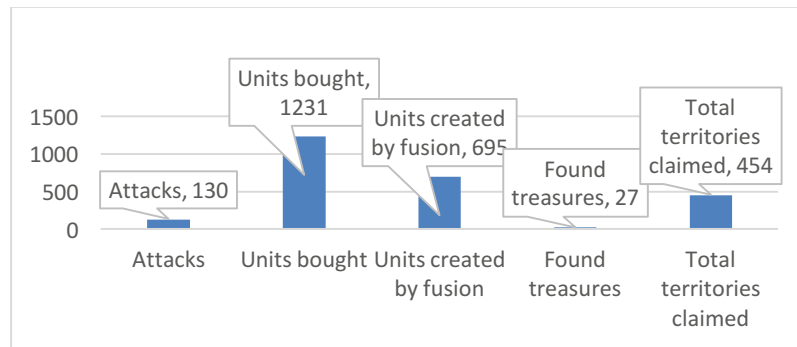 Units bought,
1231
Units created
by fusion, 695
Total
territories
claimed, 454
Found
treasures, 27
Attacks, 130
1500
1000
500
0
Attacks
Units bought
Units created
by fusion
Found
treasures
Total
territories
claimed